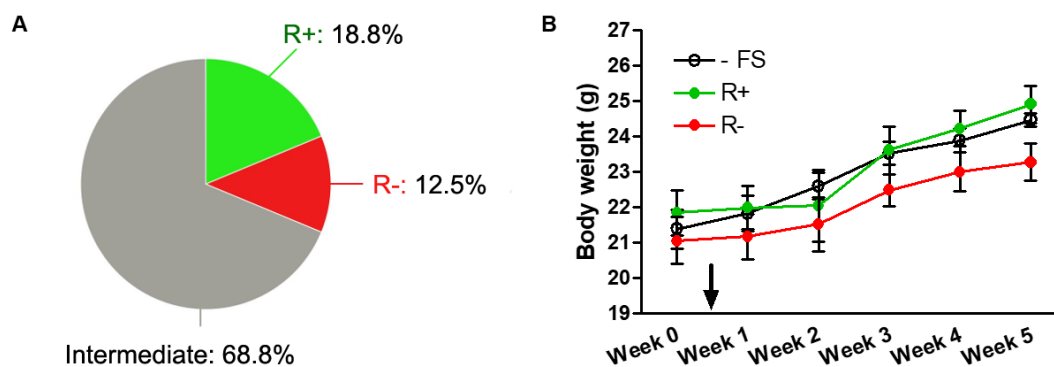 A
R+: 18.8%
R-: 12.5%
Intermediate: 68.8%
B
Body weight (g)
27
26
25
24
23
22
21
20
19
- FS
R+
R-
Week 0
Week 1
Week 2
Week 3
Week 4
Week 5